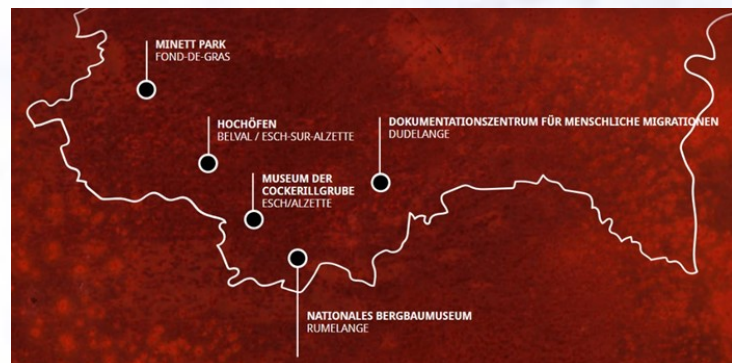 MINETT PARK
FOND-DE-GRAS
HOCHÖFEN
BELVAL / ESCH-SUR-ALZETTE
DOKUMENTATIONSZENTRUM FÜR MENSCHLICHE MIGRATIONEN
DUDELANGE
MUSEUM DER
COCKERILLGRUBE
ESCH/ALZETTE
NATIONALES BERGBAUMUSEUM
RUMELANGE